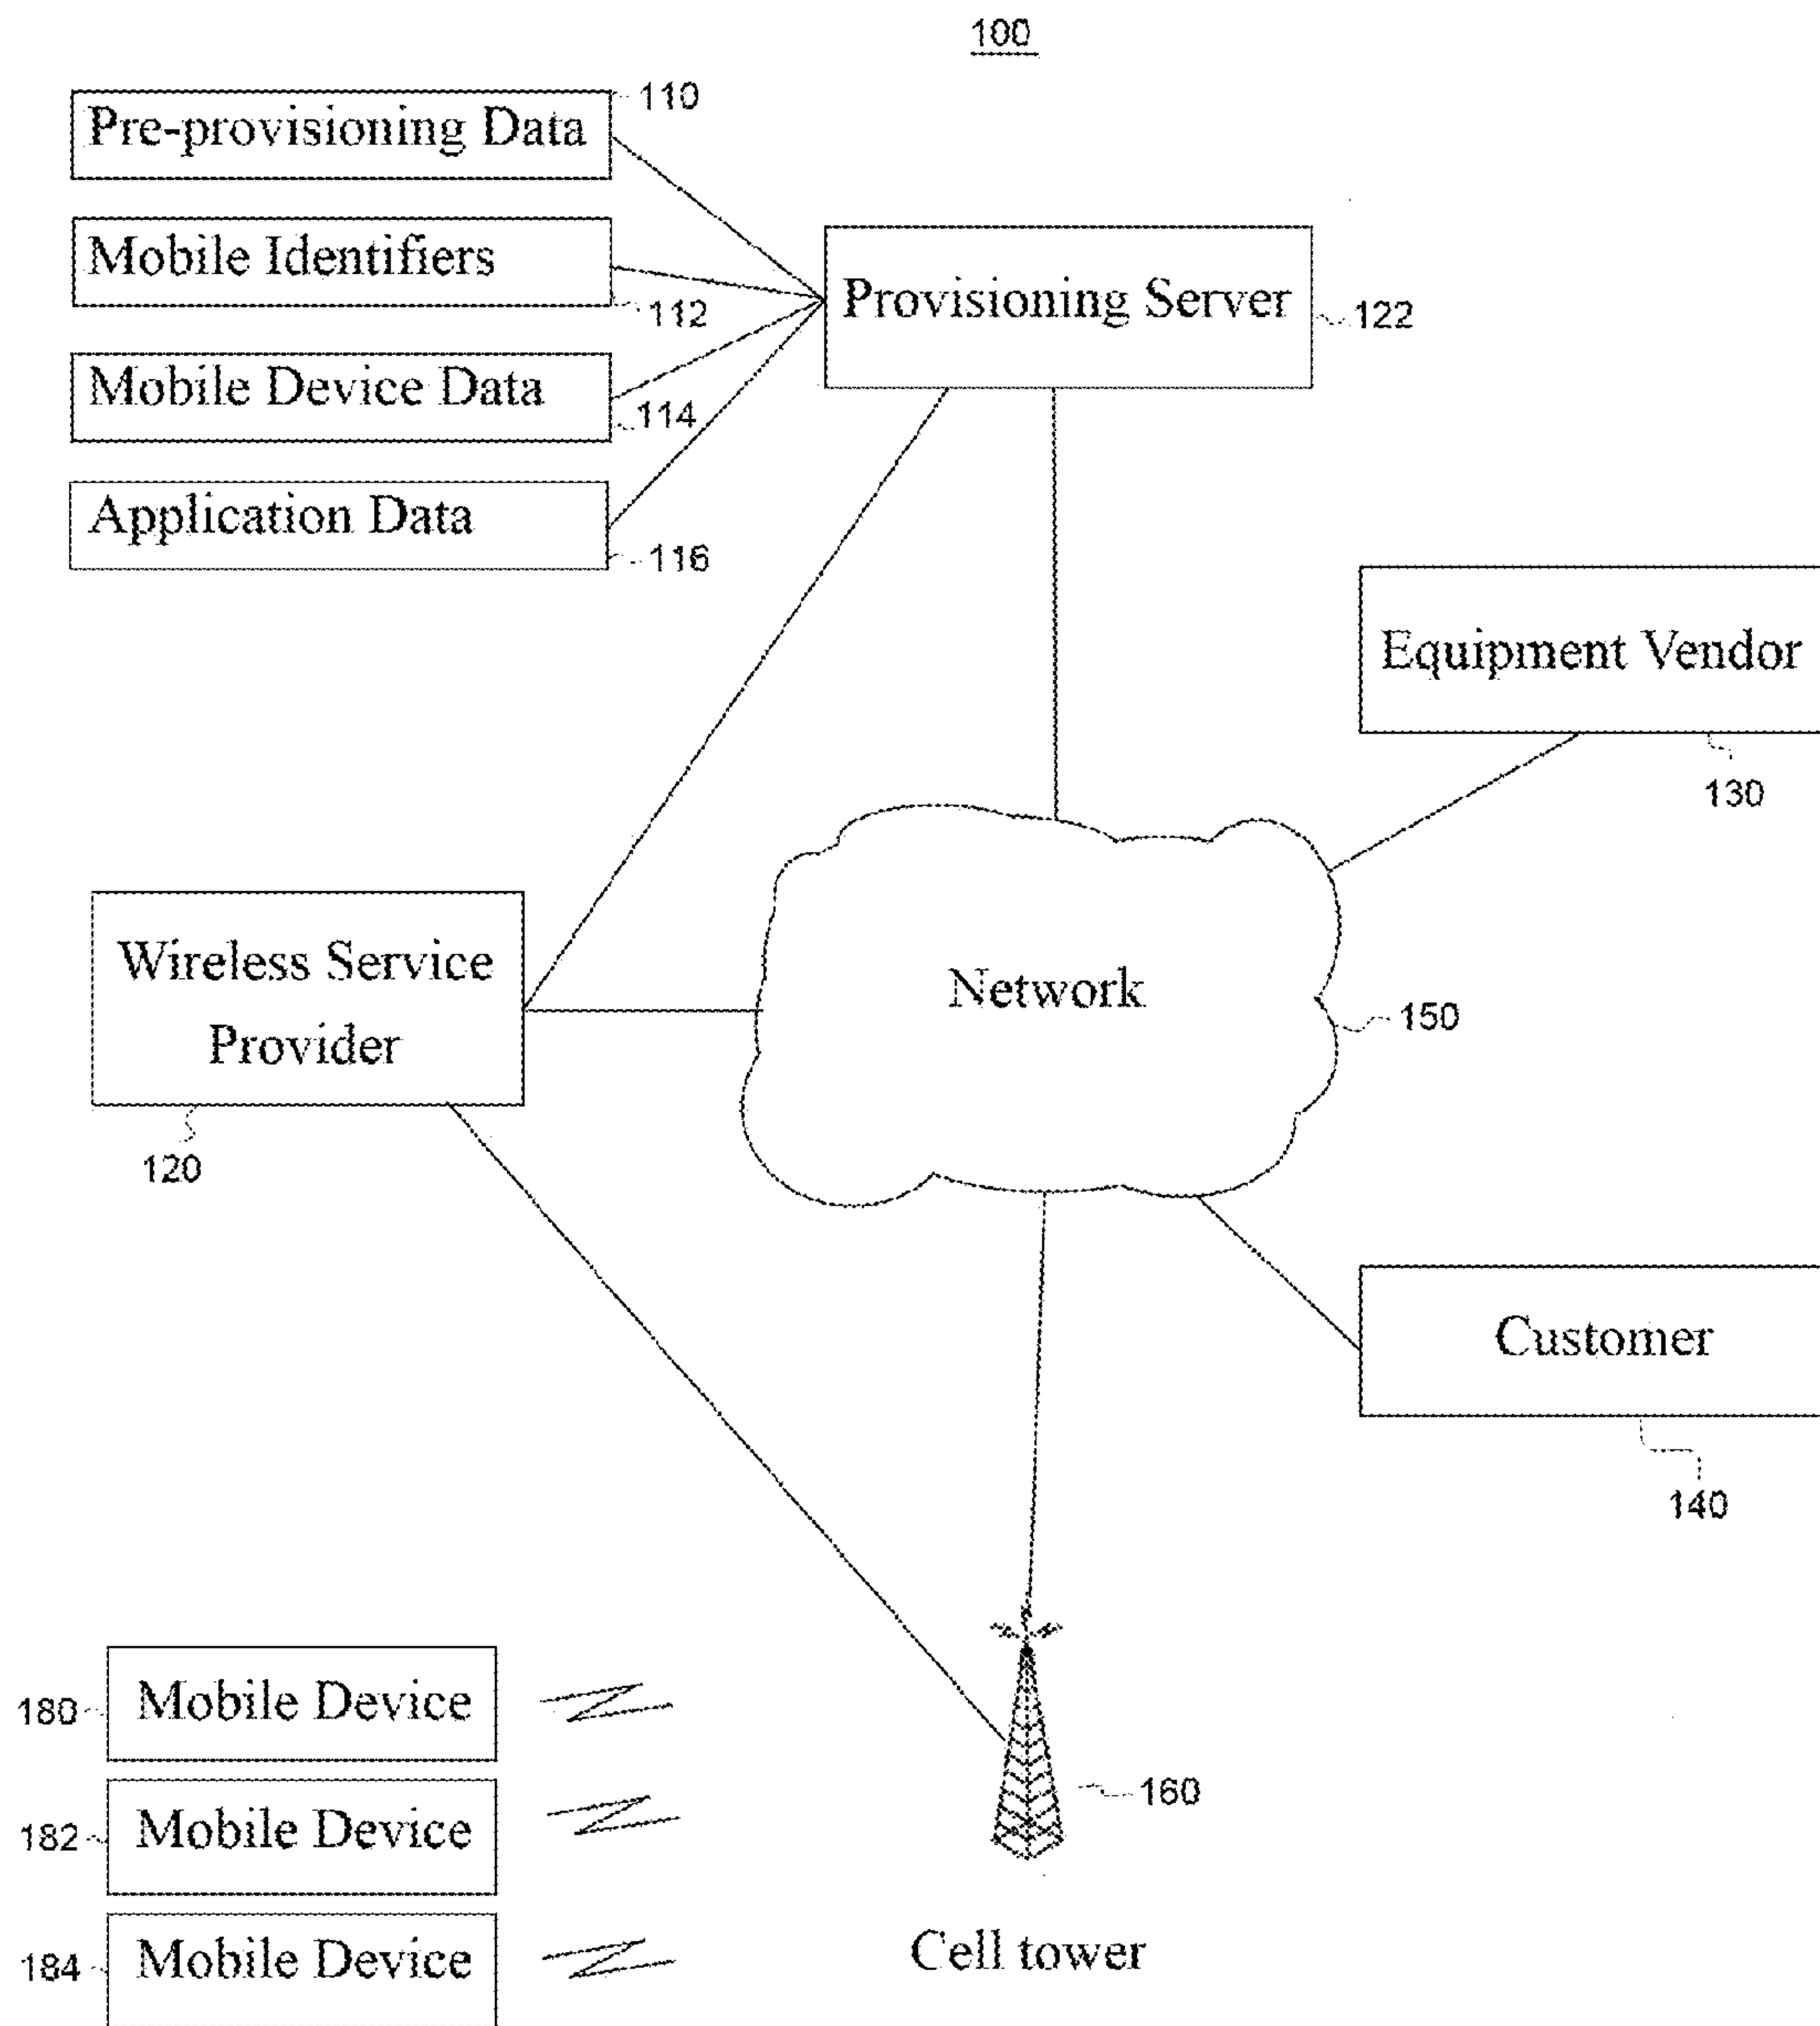 100
Pre-provisioning Data
110
Mobile Identifiers
112
Mobile Device Data
114
Application Data
116
Provisioning Server
122
Equipment Vendor
130
Wireless Service
Provider
120
Network
150
Customer
140
180
Mobile Device
182
Mobile Device
184
Mobile Device
160
Cell tower